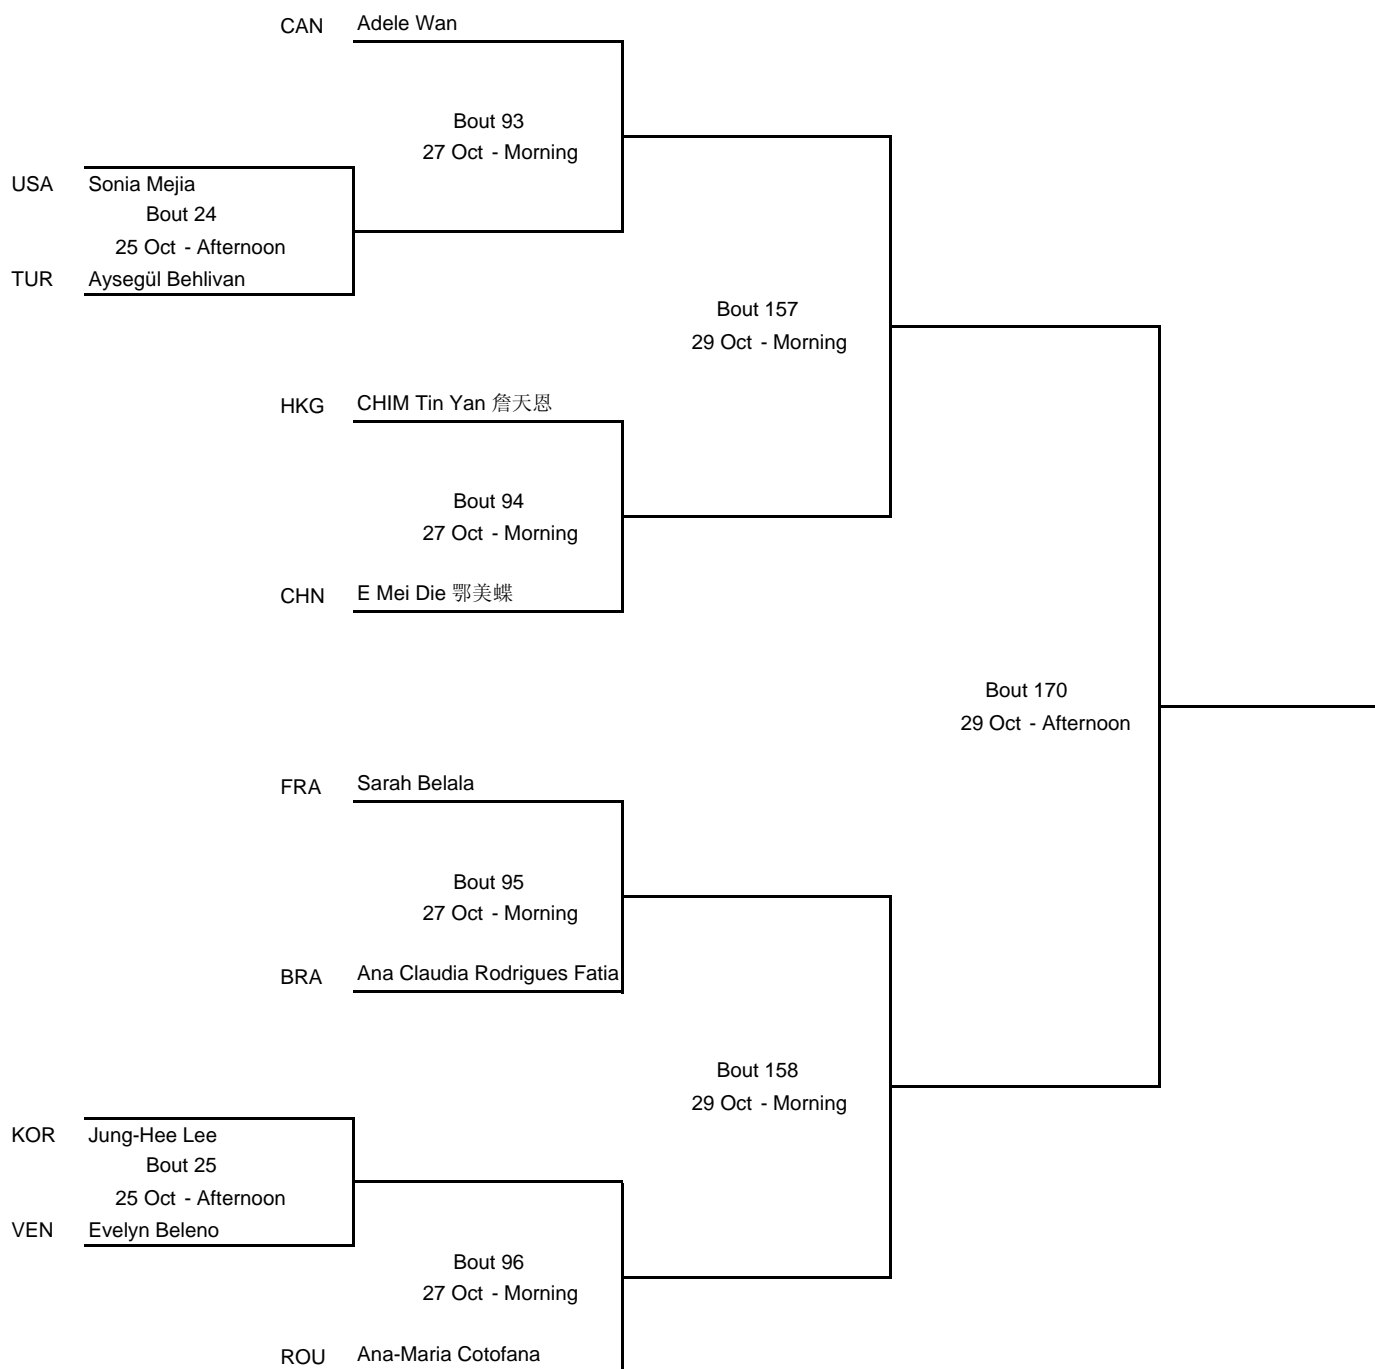 CAN Adele Wan
Bout 93
27 Oct - Morning
USA Sonia Mejia
Bout 24
25 Oct - Afternoon
TUR Aysegül Behlivan
Bout 157
29 Oct - Morning
HKG CHIM Tin Yan 詹天恩
Bout 94
27 Oct - Morning
CHN E Mei Die 鄂美蝶
Bout 170
29 Oct - Afternoon
FRA Sarah Belala
Bout 95
27 Oct - Morning
BRA Ana Claudia Rodrigues Fatia
Bout 158
29 Oct - Morning
KOR Jung-Hee Lee
Bout 25
25 Oct - Afternoon
VEN Evelyn Beleno
Bout 96
27 Oct - Morning
ROU Ana-Maria Cotofana